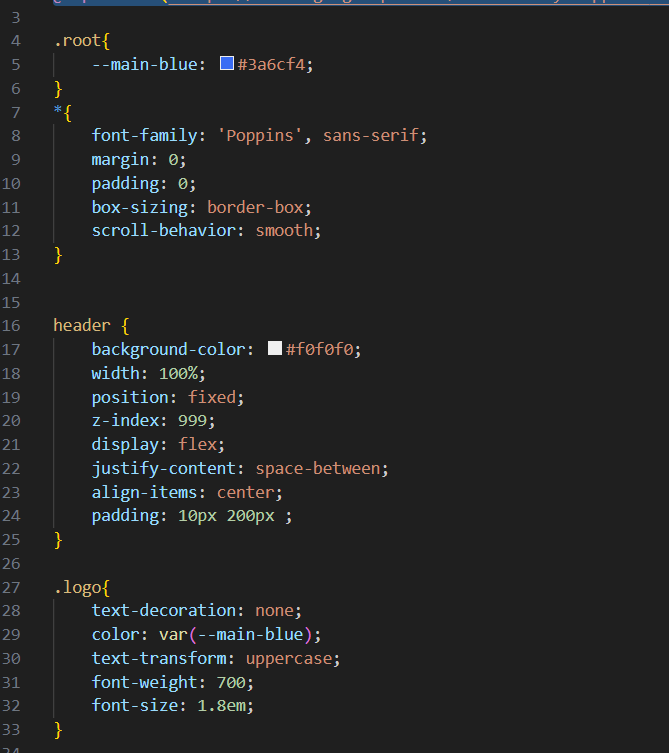 3
4 .root{
5 --main-blue: #3a6cf4;
6 }
7 *{
8 font-family: 'Poppins', sans-serif;
9 margin: 0;
10 padding: 0;
11 box-sizing: border-box;
12 scroll-behavior: smooth;
13 }
14
15
16 header {
17 background-color: #f0f0f0;
18 width: 100%;
19 position: fixed;
20 z-index: 999;
21 display: flex;
22 justify-content: space-between;
23 align-items: center;
24 padding: 10px 200px ;
25 }
26
27 .logo{
28 text-decoration: none;
29 color: var(--main-blue);
30 text-transform: uppercase;
31 font-weight: 700;
32 font-size: 1.8em;
33 }